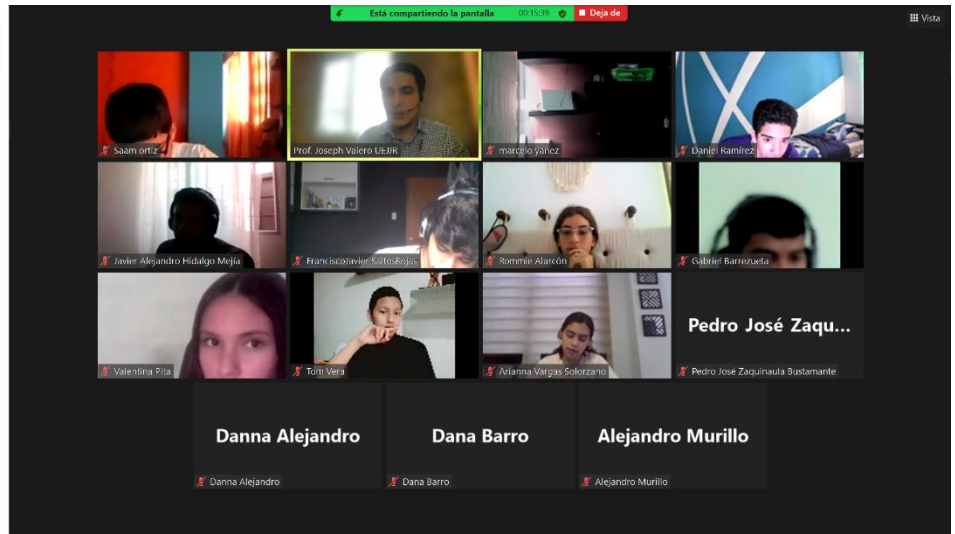 Está compartiendo la pantalla 00:15:39 Deja de
Vista
Saam ortiz
Prof. Joseph Valero UEJIR
marcelo yanez
Daniel Ramírez
Javier Alejandro Hidalgo Mejía
FranciscoJavier SaltosRojas
Rommie Alarcón
Gabriel Barrezueta
Valentina Pita
Tom Vera
Arianna Vargas Solorzano
Pedro José Zaqu...
Pedro José Zaquinaula Bustamante
Danna Alejandro
Danna Alejandro
Dana Barro
Dana Barro
Alejandro Murillo
Alejandro Murillo